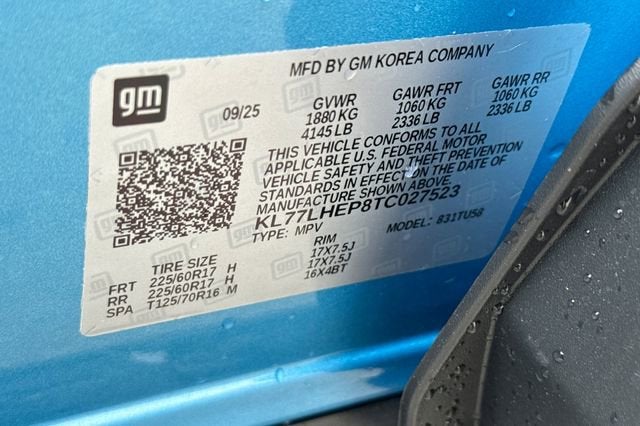 MFD BY GM KOREA COMPANY
gm
09/25
GVWR GAWR FRT GAWR RR
1880 KG 1060 KG 1060 KG
4145 LB 2336 LB 2336 LB
THIS VEHICLE CONFORMS TO ALL
APPLICABLE U.S. FEDERAL MOTOR
VEHICLE SAFETY AND THEFT PREVENTION
STANDARDS IN EFFECT ON THE DATE OF
MANUFACTURE SHOWN ABOVE.
KL77LHEP8TC027523
TYPE: MPV MODEL: 831TU58
TIRE SIZE RIM
FRT 225/60R17 H 17X7.5J
RR 225/60R17 H 17X7.5J
SPA T125/70R16 M 16X4BT